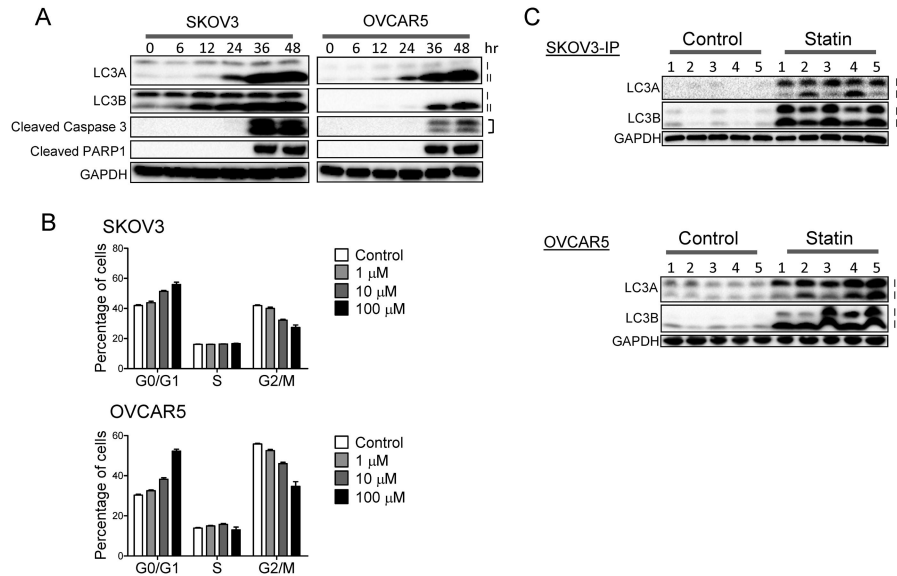 A
SKOV3
OVCAR5
0 6 12 24 36 48 0 6 12 24 36 48 hr
LC3A
I
II
LC3B
I
II
Cleaved Caspase 3
Cleaved PARP1
GAPDH
B
SKOV3
Percentage of cells
80
60
40
20
0
G0/G1 S G2/M
Control
1 µM
10 µM
100 µM
OVCAR5
Percentage of cells
60
40
20
0
G0/G1 S G2/M
Control
1 µM
10 µM
100 µM
C
SKOV3-IP
Control
Statin
1 2 3 4 5 1 2 3 4 5
LC3A
I
I
LC3B
I
I
GAPDH
OVCAR5
Control
Statin
1 2 3 4 5 1 2 3 4 5
LC3A
I
I
LC3B
I
I
GAPDH